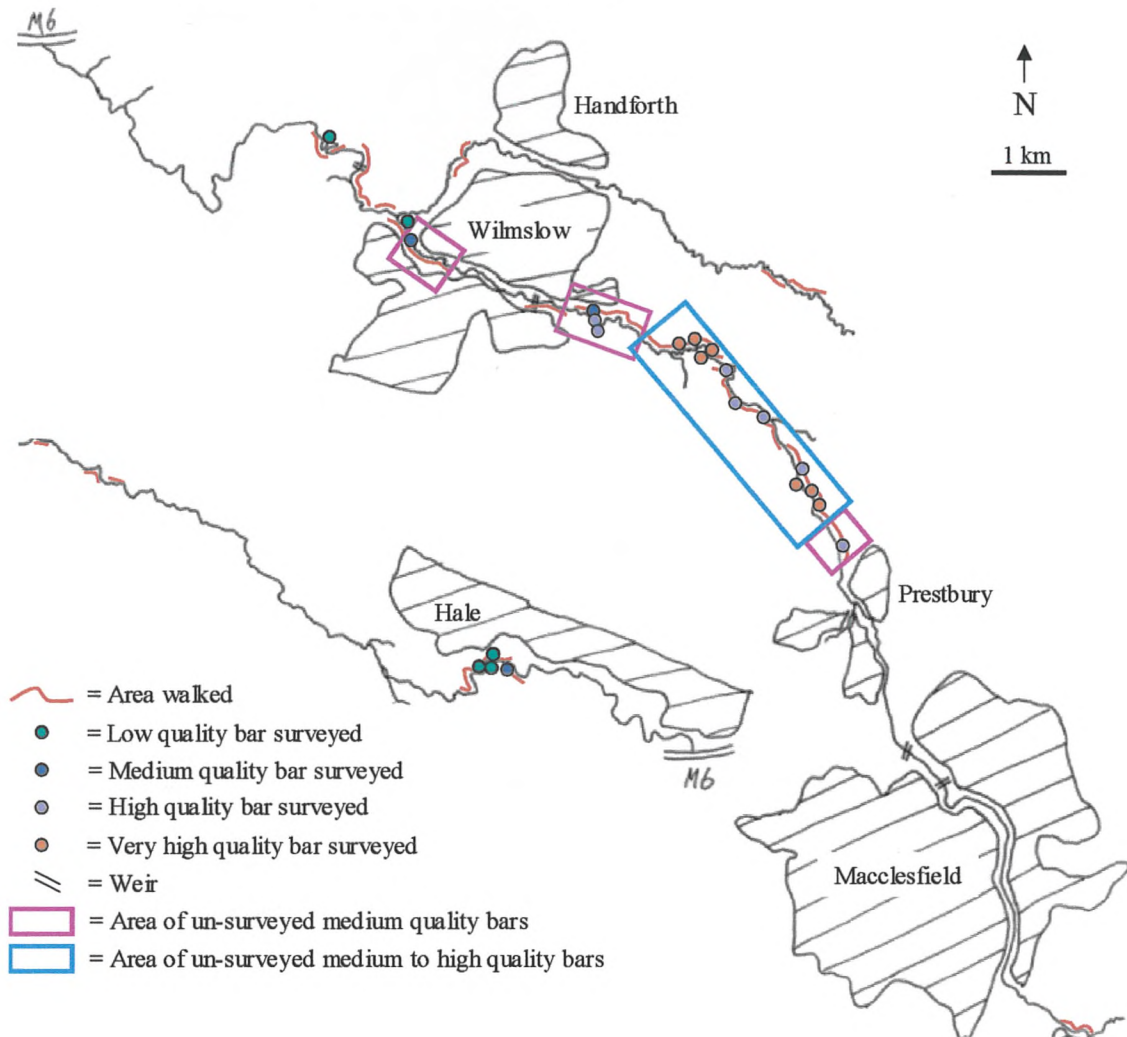 M6
Handforth
N
1 km
Wilmslow
Prestbury
Hale
M6
Macclesfield
= Area walked
= Low quality bar surveyed
= Medium quality bar surveyed
= High quality bar surveyed
= Very high quality bar surveyed
= Weir
= Area of un-surveyed medium quality bars
= Area of un-surveyed medium to high quality bars